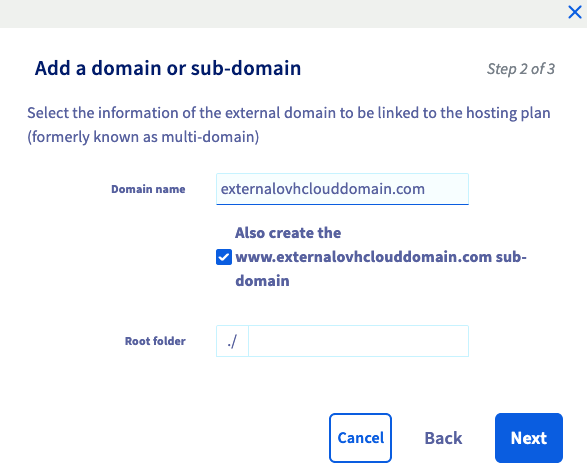 Add a domain or sub-domain
Step 2 of 3
Select the information of the external domain to be linked to the hosting plan
(formerly known as multi-domain)
Domain name
externalovhclouddomain.com
Also create the
www.externalovhclouddomain.com sub-
domain
Root folder
./
Cancel
Back
Next